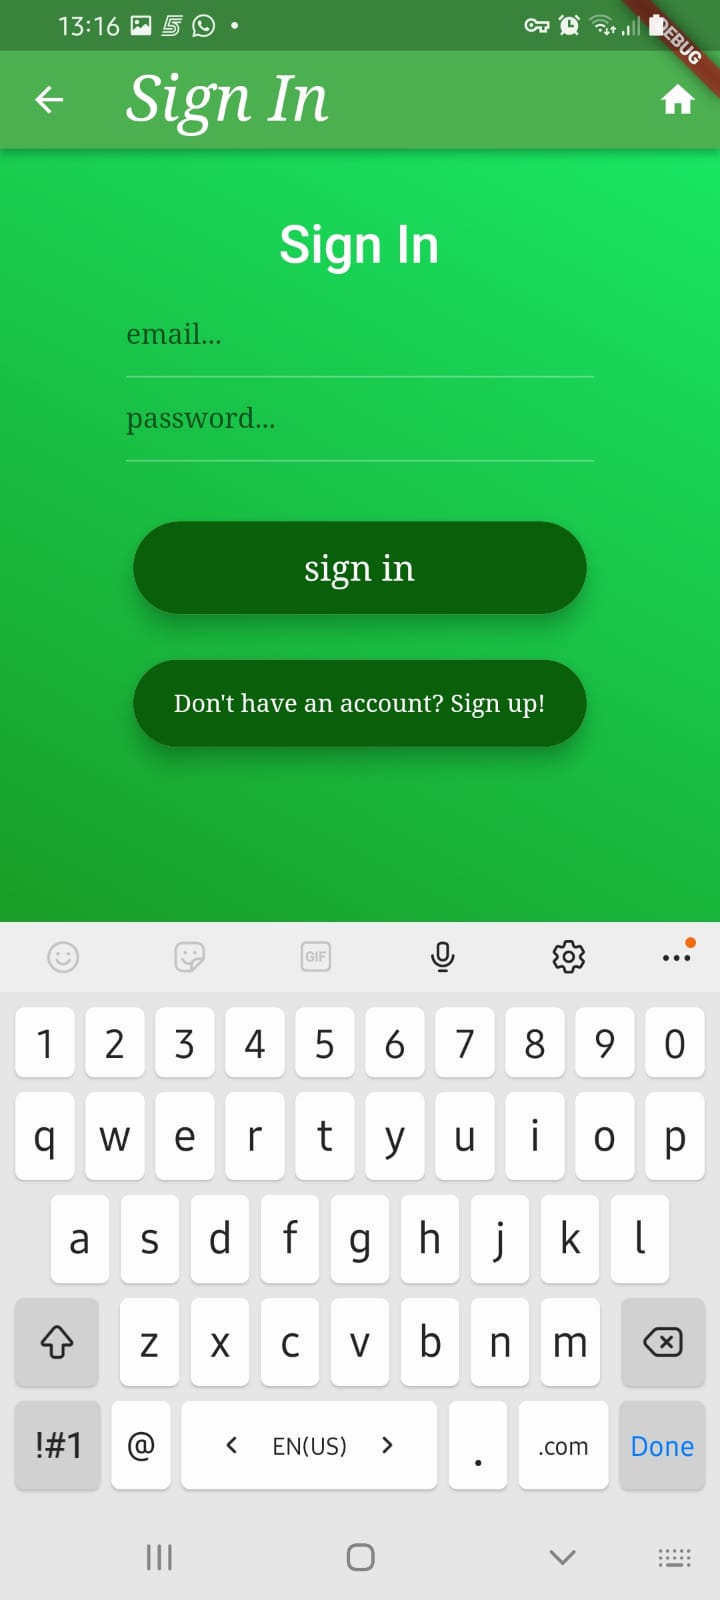 13:16
DEBUG
Sign In
Sign In
email...
password...
sign in
Don't have an account? Sign up!
GIF
1 2 3 4 5 6 7 8 9 0
q w e r t y u i o p
a s d f g h j k l
z x c v b n m
!#1 @ < EN(US) > . .com Done